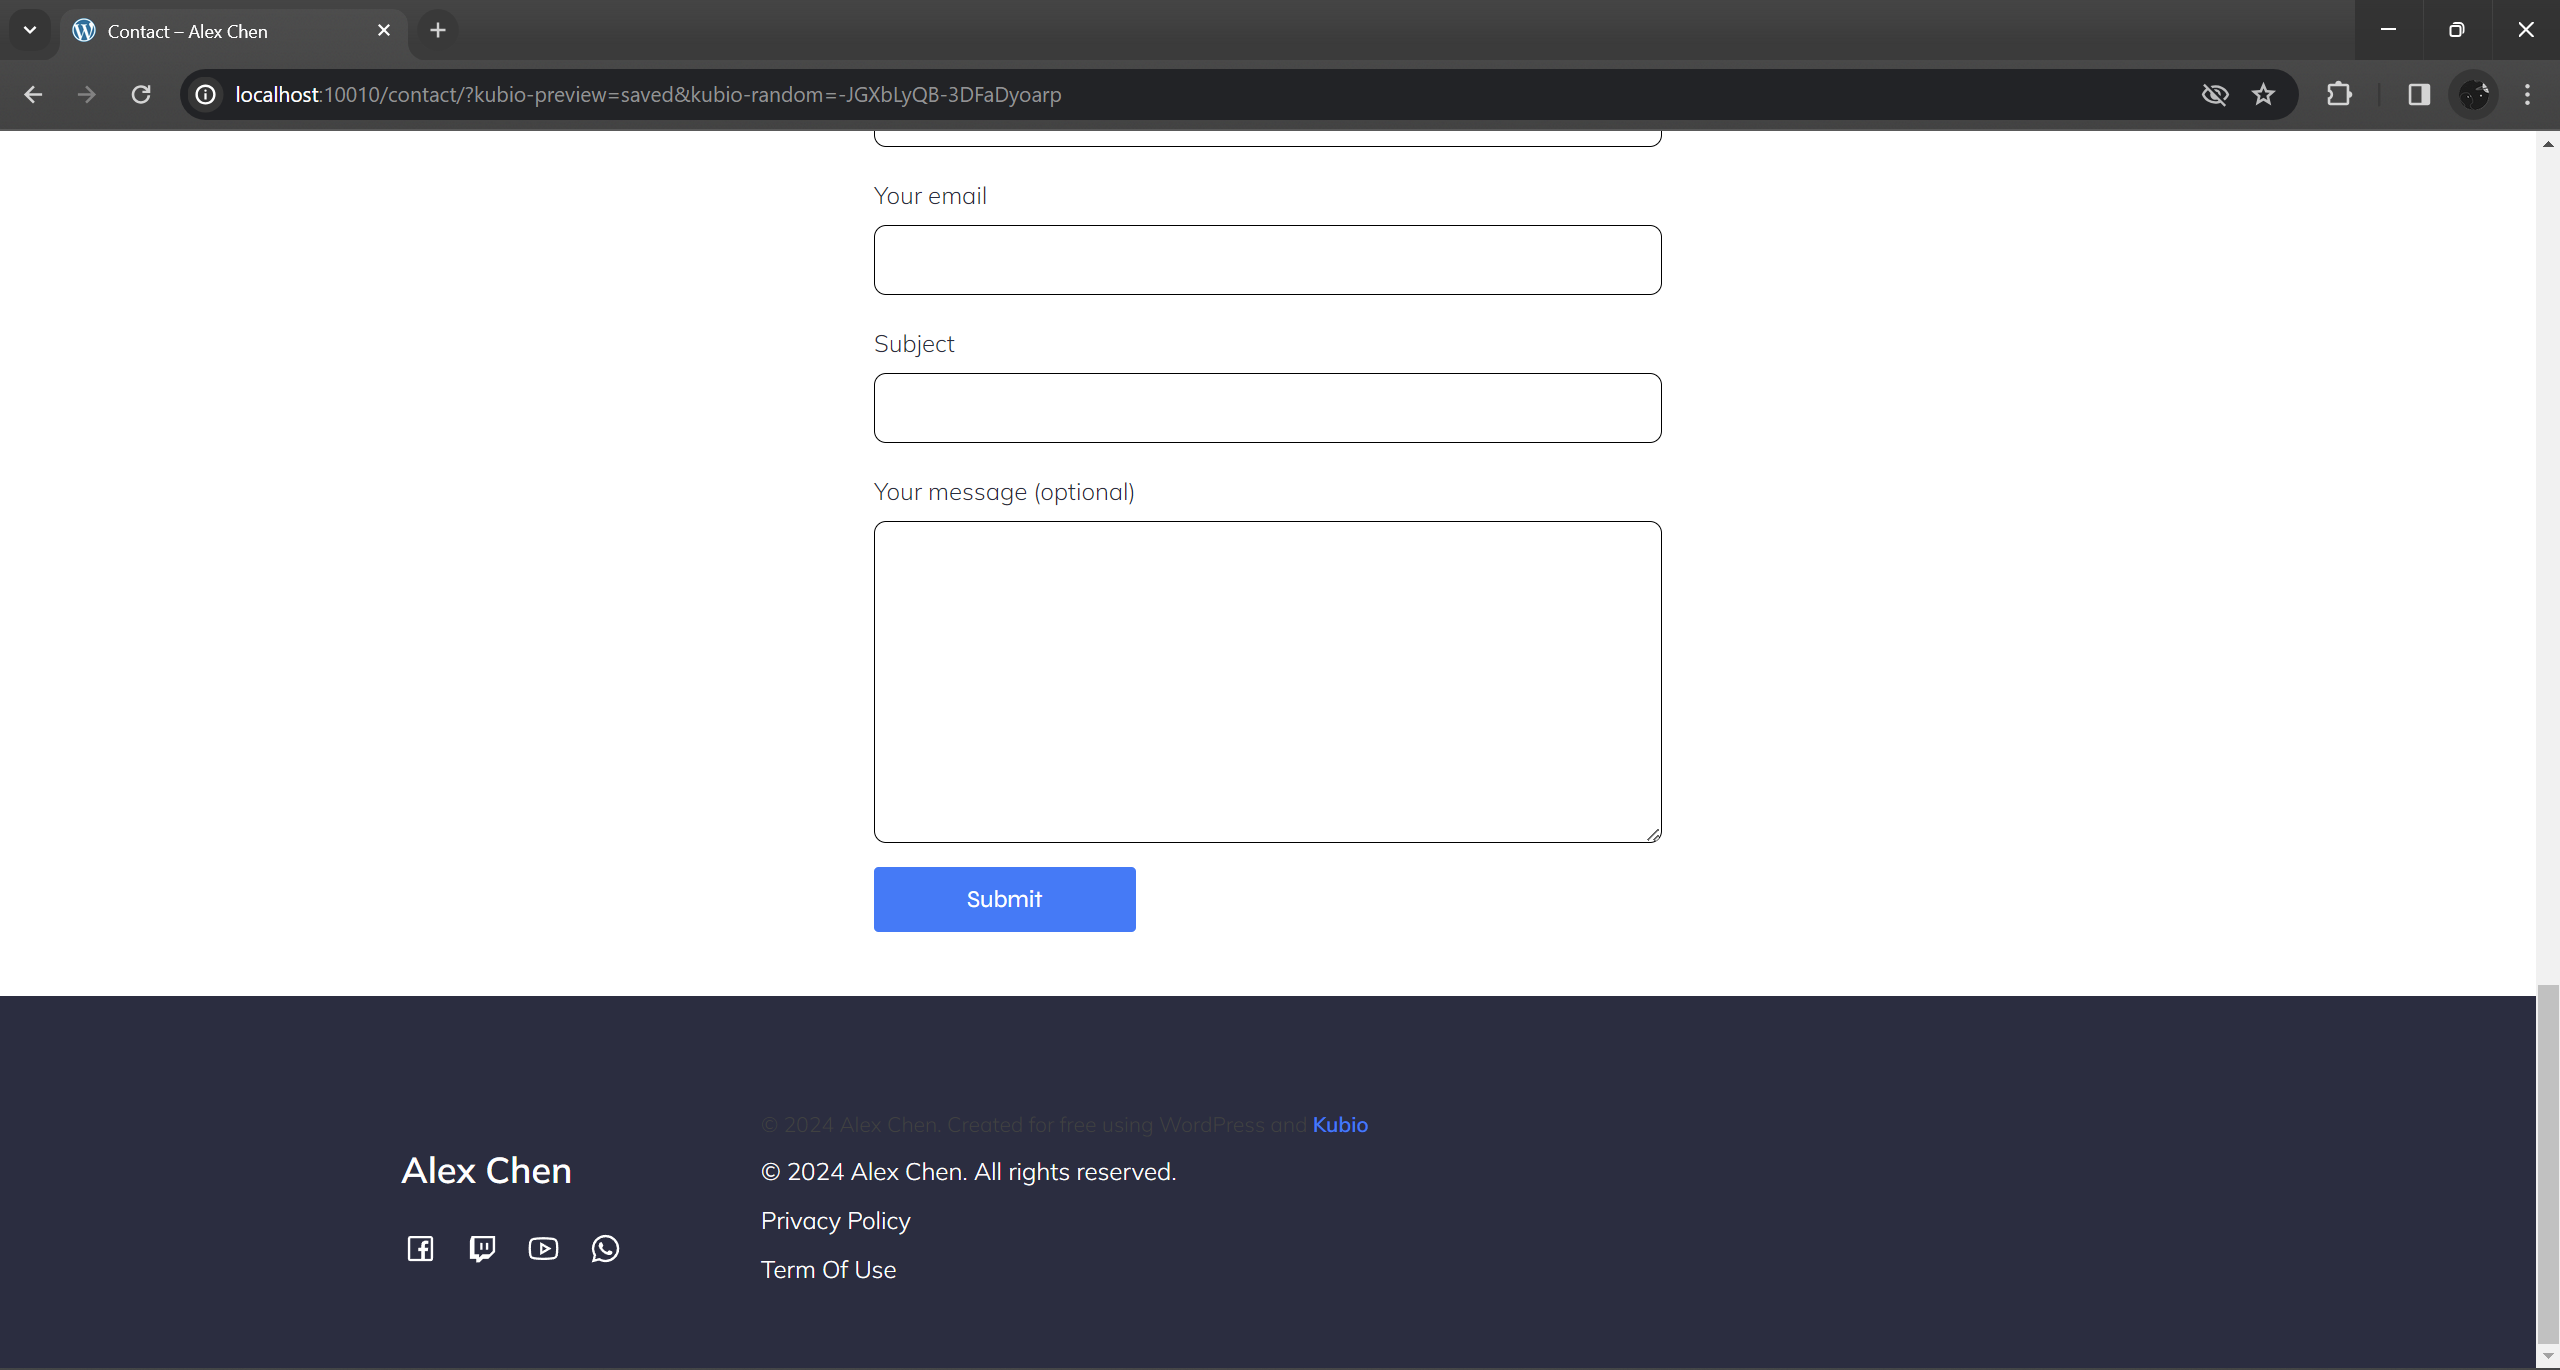 Contact – Alex Chen
localhost:10010/contact/?kubio-preview=saved&kubio-random=-JGXbLyQB-3DFaDyoarp
Your email
Subject
Your message (optional)
Submit
© 2024 Alex Chen. Created for free using WordPress and Kubio
Alex Chen
© 2024 Alex Chen. All rights reserved.
Privacy Policy
Term Of Use